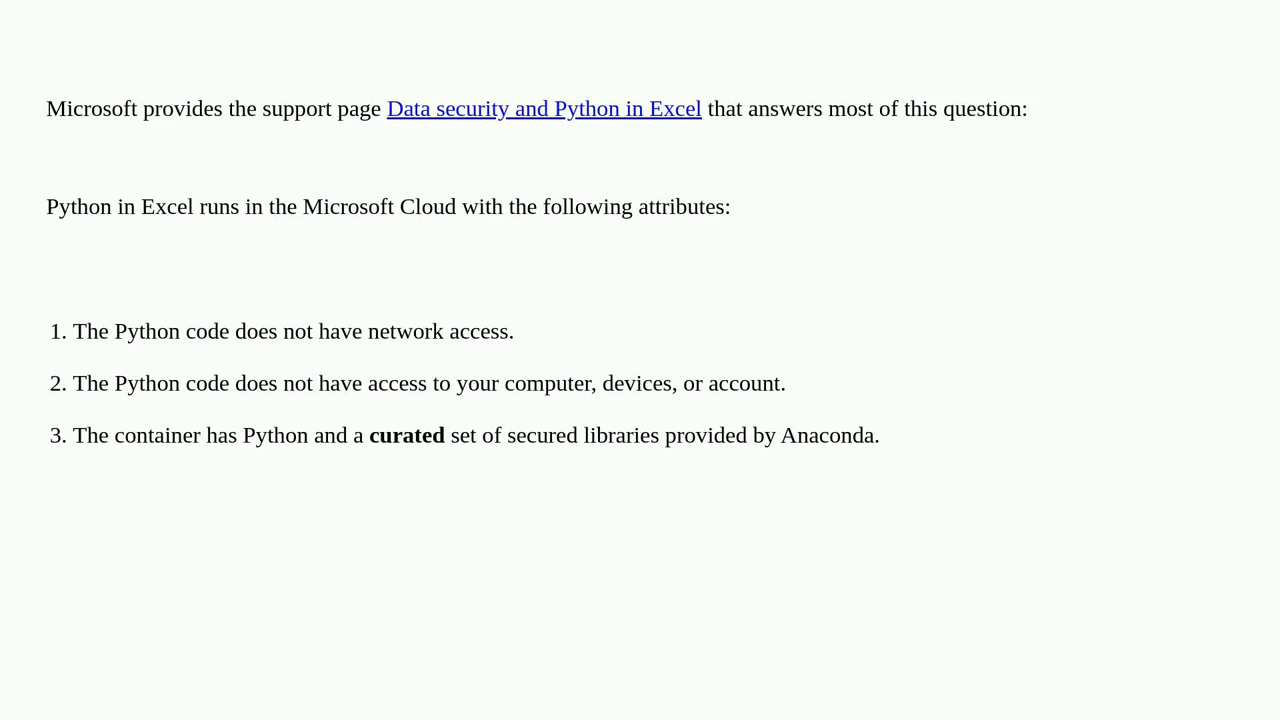 Microsoft provides the support page Data security and Python in Excel that answers most of this question:
Python in Excel runs in the Microsoft Cloud with the following attributes:
1. The Python code does not have network access.
2. The Python code does not have access to your computer, devices, or account.
3. The container has Python and a curated set of secured libraries provided by Anaconda.